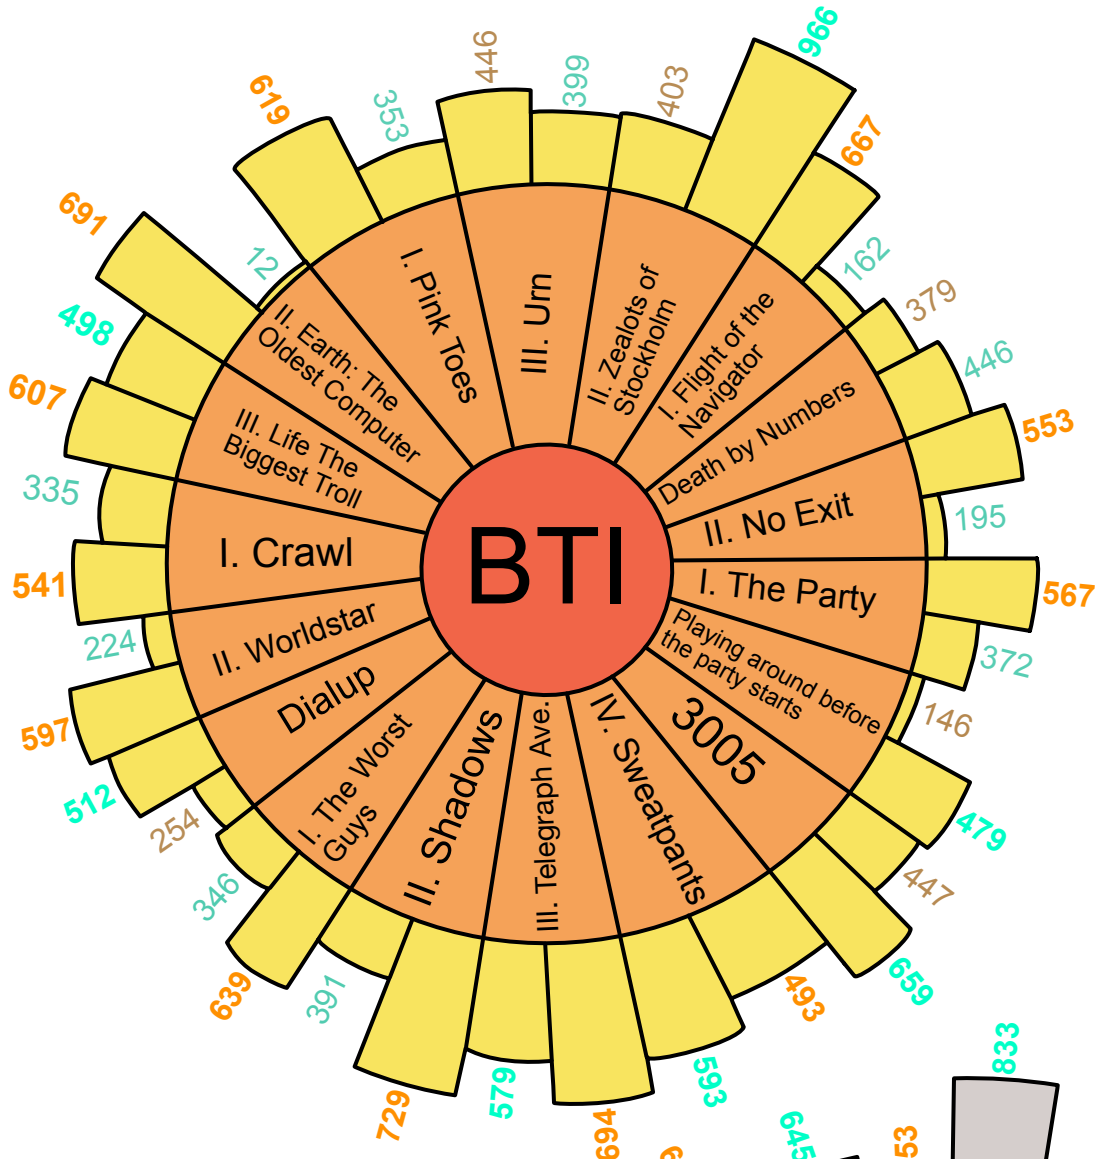 BTI
III. Urn
II. Zealots of
Stockholm
I. Flight of the
Navigator
Death by Numbers
II. No Exit
I. The Party
Playing around before
the party starts
3005
IV. Sweatpants
III. Telegraph Ave.
II. Shadows
I. The Worst
Guys
Dialup
II. Worldstar
I. Crawl
III. Life The
Biggest Troll
II. Earth: The
Oldest Computer
I. Pink Toes
446
399
403
966
667
162
379
446
553
195
567
372
146
479
447
659
493
593
694
579
729
391
639
346
254
512
597
224
541
335
607
498
691
12
619
353
833
645
53